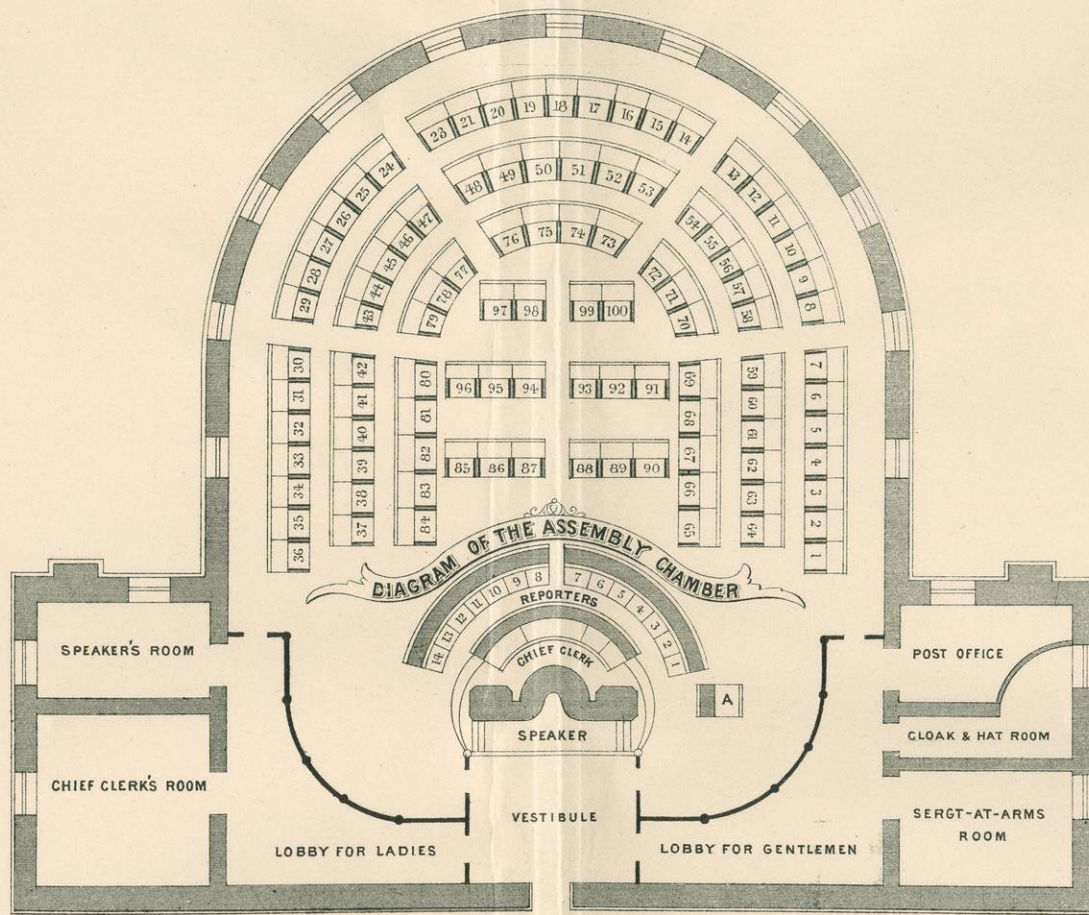 23 21 20 19 18 17 16 15 14
48 49 50 51 52 53
76 75 74 73
29 28 27 26 25 24
43 44 45 46 47
79 78 77
13 12 11 10 9 8
54 55 56 57 58
72 71 70
97 98
99 100
30 31 32 33 34 35 36
42 41 40 39 38 37
80 81 82 83 84
96 95 94
93 92 91
85 86 87
88 89 90
69 68 67 66 65
59 60 61 62 63 64
7 6 5 4 3 2 1
DIAGRAM OF THE ASSEMBLY CHAMBER
14 13 12 11 10 9 8 7 6 5 4 3 2 1
REPORTERS
CHIEF CLERK
SPEAKER
A
SPEAKER'S ROOM
CHIEF CLERK'S ROOM
LOBBY FOR LADIES
VESTIBULE
LOBBY FOR GENTLEMEN
POST OFFICE
CLOAK & HAT ROOM
SERGT-AT-ARMS
ROOM